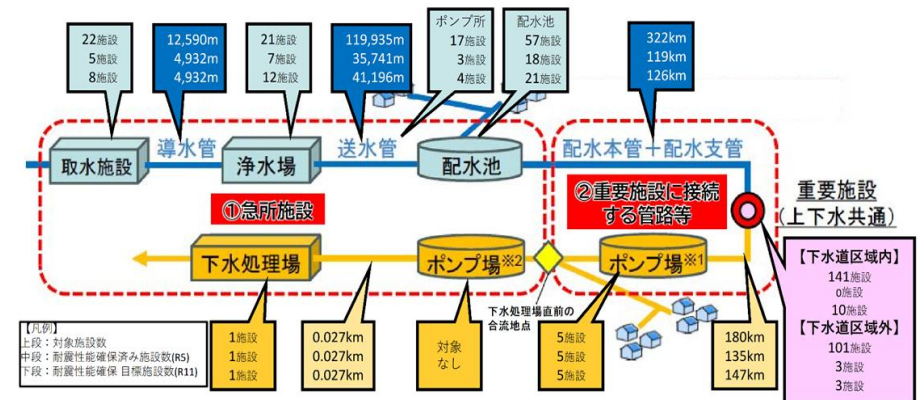 22施設
5施設
8施設
12,590m
4,932m
4,932m
21施設
7施設
12施設
119,935m
35,741m
41,196m
ポンプ所
17施設
3施設
4施設
配水池
57施設
18施設
21施設
322km
119km
126km
取水施設
導水管
浄水場
送水管
配水池
配水本管+配水支管
①急所施設
②重要施設に接続
する管路等
重要施設
(上下水共通)
下水処理場
ポンプ場※2
ポンプ場※1
下水処理場直前の
合流地点
【下水道区域内】
141施設
0施設
10施設
【下水道区域外】
101施設
3施設
3施設
【凡例】
上段:対象施設数
中段:耐震性能確保済み施設数(R5)
下段:耐震性能確保 目標施設数(R11)
1施設
1施設
1施設
0.027km
0.027km
0.027km
対象
なし
5施設
5施設
5施設
180km
135km
147km